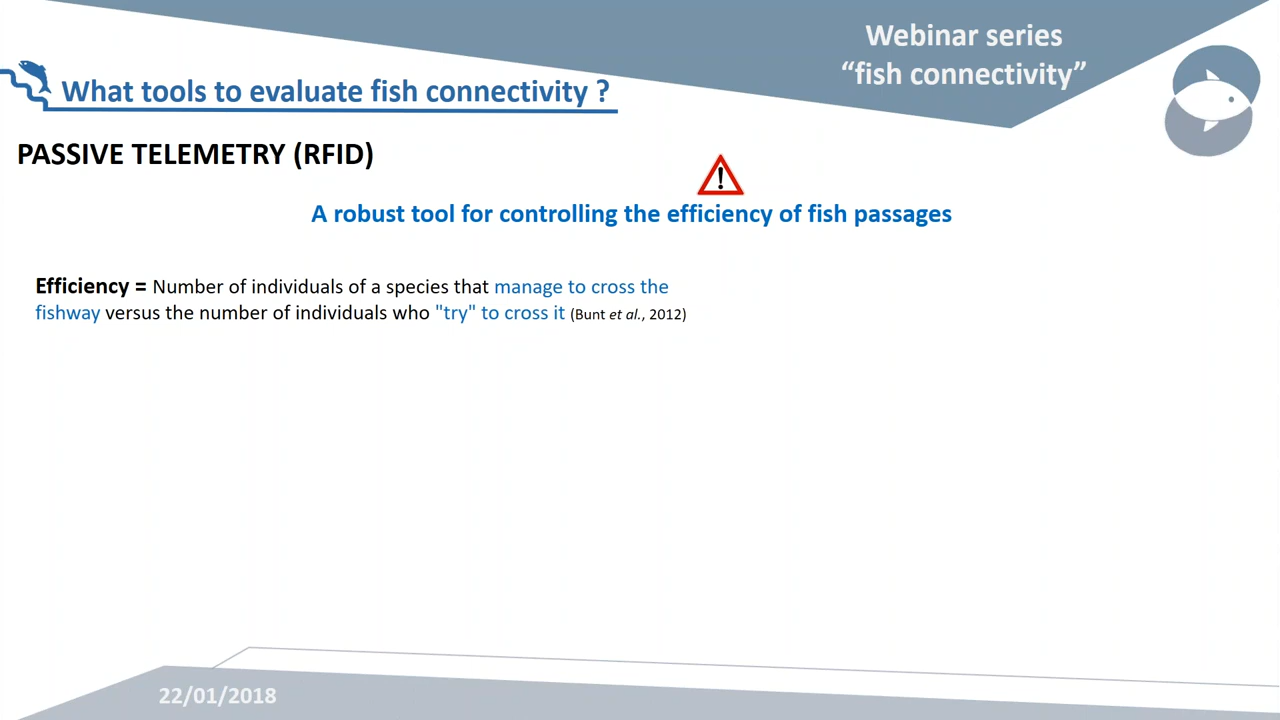 Webinar series
“fish connectivity”
What tools to evaluate fish connectivity ?
PASSIVE TELEMETRY (RFID)
A robust tool for controlling the efficiency of fish passages
Efficiency = Number of individuals of a species that manage to cross the
fishway versus the number of individuals who "try" to cross it (Bunt et al., 2012)
22/01/2018